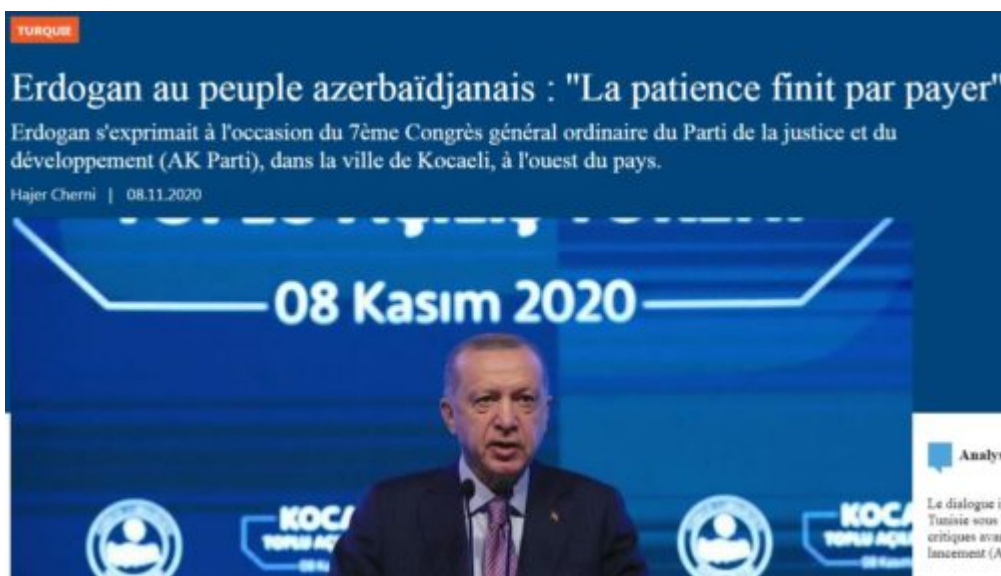 TURQUIE
Erdogan au peuple azerbaïdjanais : "La patience finit par payer"
Erdogan s'exprimait à l'occasion du 7ème Congrès général ordinaire du Parti de la justice et du
développement (AK Parti), dans la ville de Kocaeli, à l'ouest du pays.
Hajer Cherni | 08.11.2020
08 Kasım 2020
Le dialogue
Tunisie sous
critiques
lancement
KOCA
TOPLU
KOCA
TOPLU